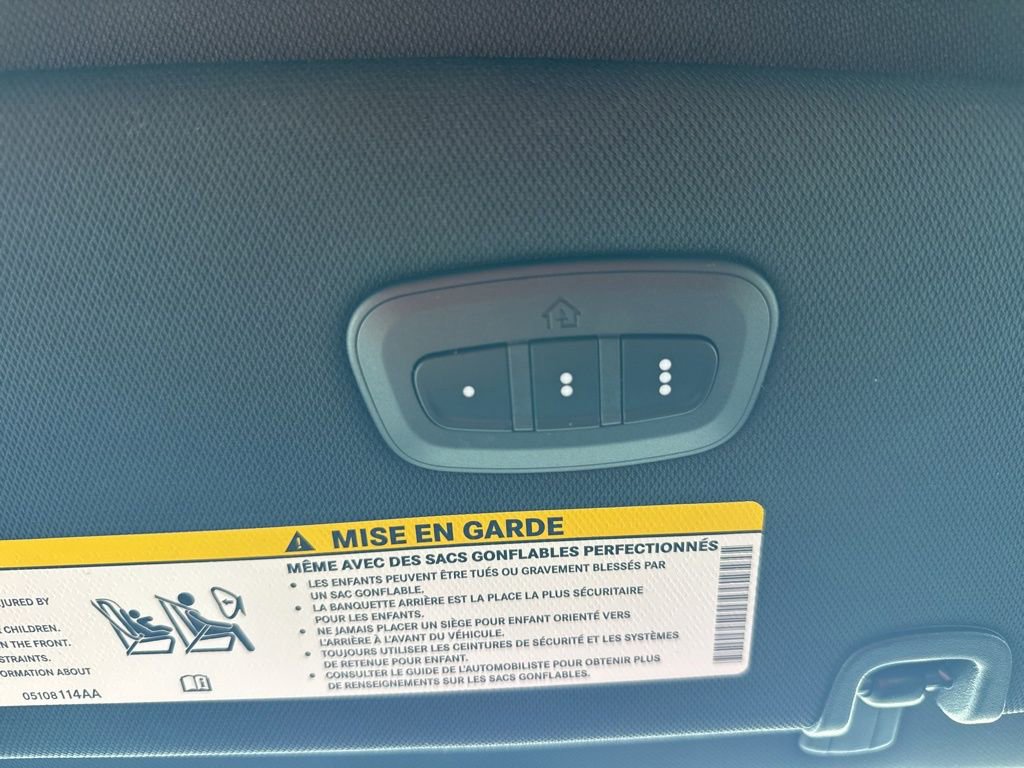 MISE EN GARDE
MÊME AVEC DES SACS GONFLABLES PERFECTIONNÉS
• LES ENFANTS PEUVENT ÊTRE TUÉS OU GRAVEMENT BLESSÉS PAR
UN SAC GONFLABLE.
• LA BANQUETTE ARRIÈRE EST LA PLACE LA PLUS SÉCURITAIRE
POUR LES ENFANTS.
• NE JAMAIS PLACER UN SIÈGE POUR ENFANT ORIENTÉ VERS
L'ARRIÈRE À L'AVANT DU VÉHICULE.
• TOUJOURS UTILISER LES CEINTURES DE SÉCURITÉ ET LES SYSTÈMES
DE RETENUE POUR ENFANT.
• CONSULTER LE GUIDE DE L'AUTOMOBILISTE POUR OBTENIR PLUS
DE RENSEIGNEMENTS SUR LES SACS GONFLABLES.
JURED BY
CHILDREN.
N THE FRONT.
STRAINTS.
FORMATION ABOUT
05108114AA